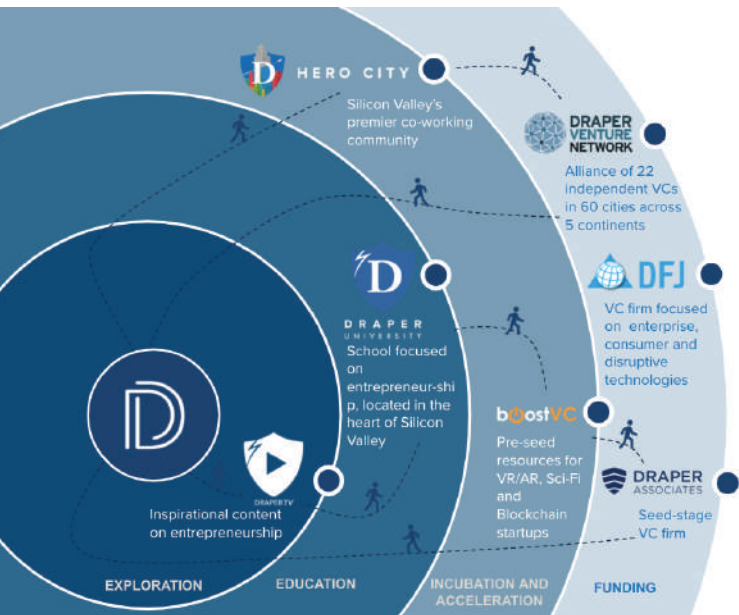 D HERO CITY
Silicon Valley's
premier co-working
community
DRAPER
VENTURE
NETWORK
Alliance of 22
independent VCs
in 60 cities across
5 continents
DFJ
VC firm focused
on enterprise,
consumer and
disruptive
technologies
D
DRAPER
UNIVERSITY
School focused
on
entrepreneur-shi
p, located in the
heart of Silicon
Valley
boostVC
Pre-seed
resources for
VR/AR, Sci-Fi
and
Blockchain
startups
DRAPER
ASSOCIATES
Seed-stage
VC firm
D
DRAPERTV
Inspirational content
on entrepreneurship
EXPLORATION
EDUCATION
INCUBATION AND
ACCELERATION
FUNDING